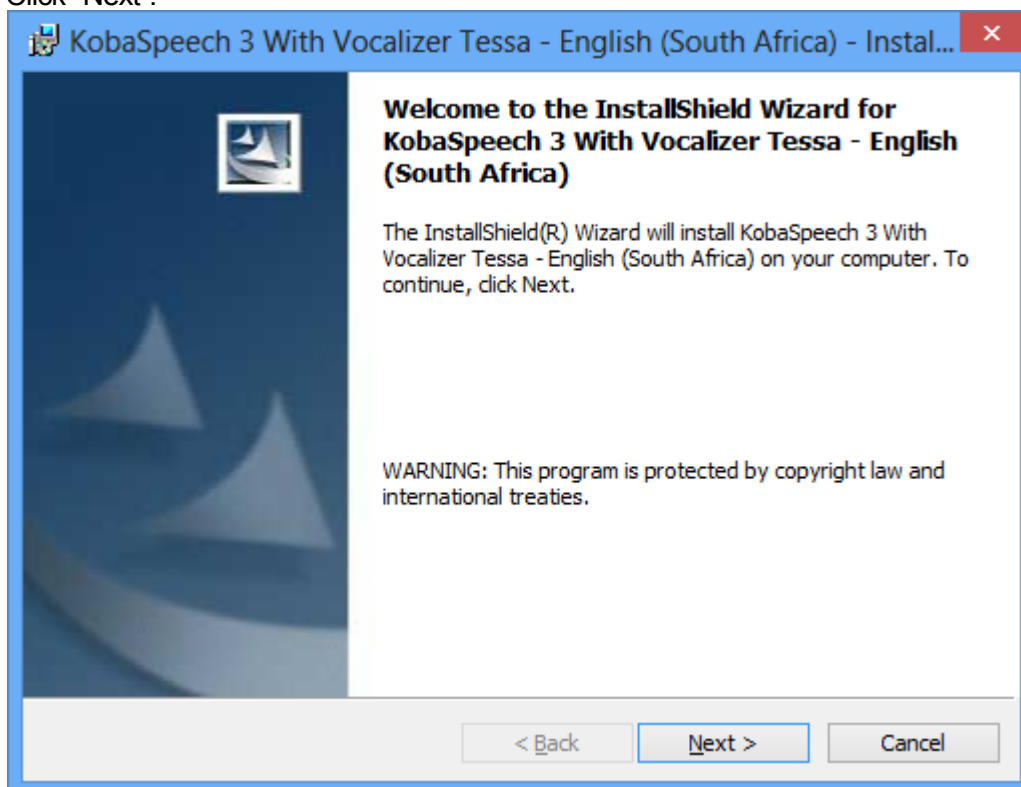 Click "Next".
KobaSpeech 3 With Vocalizer Tessa - English (South Africa) - Instal...
Welcome to the InstallShield Wizard for
KobaSpeech 3 With Vocalizer Tessa - English
(South Africa)
The InstallShield(R) Wizard will install KobaSpeech 3 With
Vocalizer Tessa - English (South Africa) on your computer. To
continue, click Next.
WARNING: This program is protected by copyright law and
international treaties.
< Back
Next >
Cancel